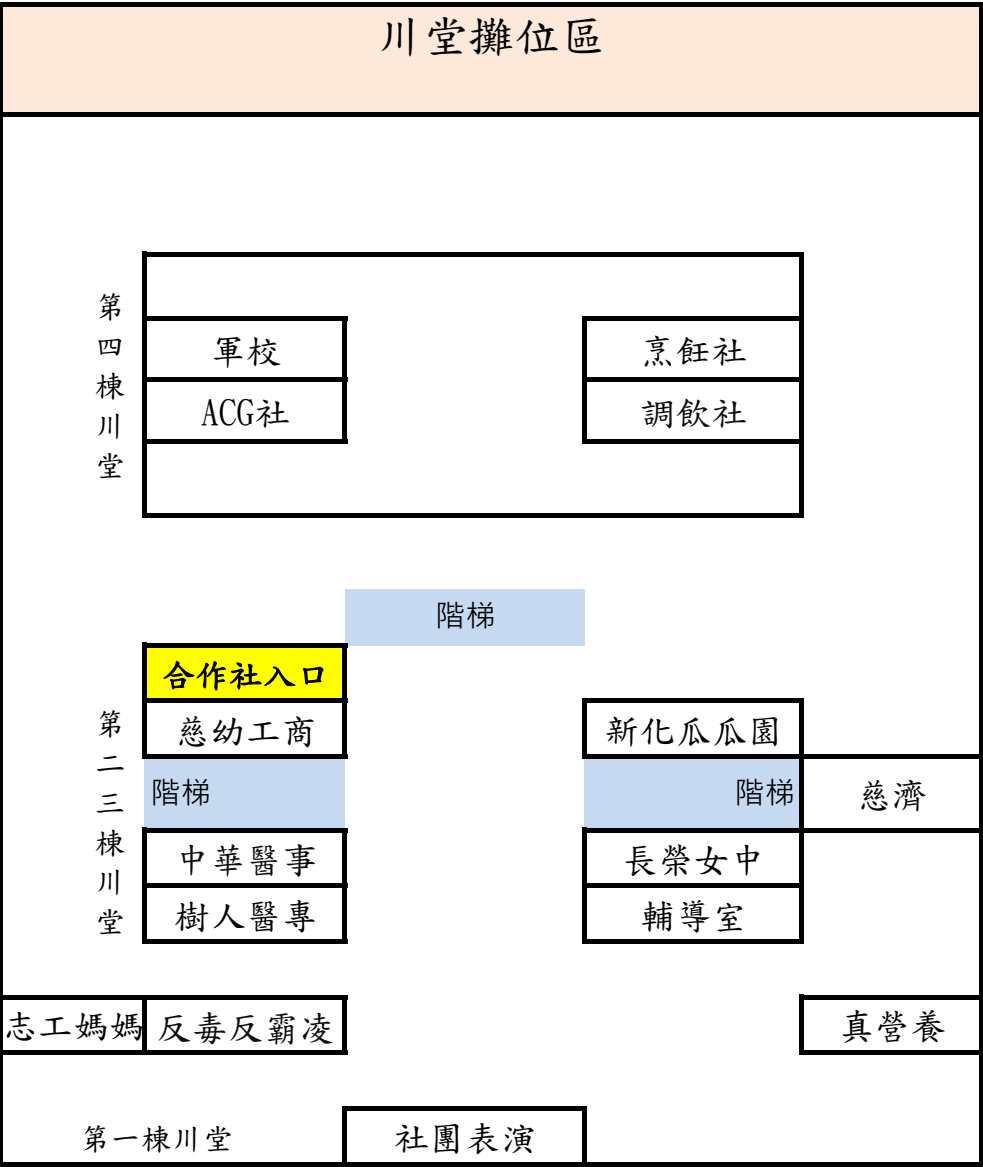 川堂攤位區
第四棟川堂
軍校
烹飪社
ACG社
調飲社
階梯
合作社入口
第二三棟川堂
慈幼工商
新化瓜瓜園
階梯
階梯
慈濟
中華醫事
長榮女中
樹人醫專
輔導室
志工媽媽
反毒反霸凌
真營養
第一棟川堂
社團表演